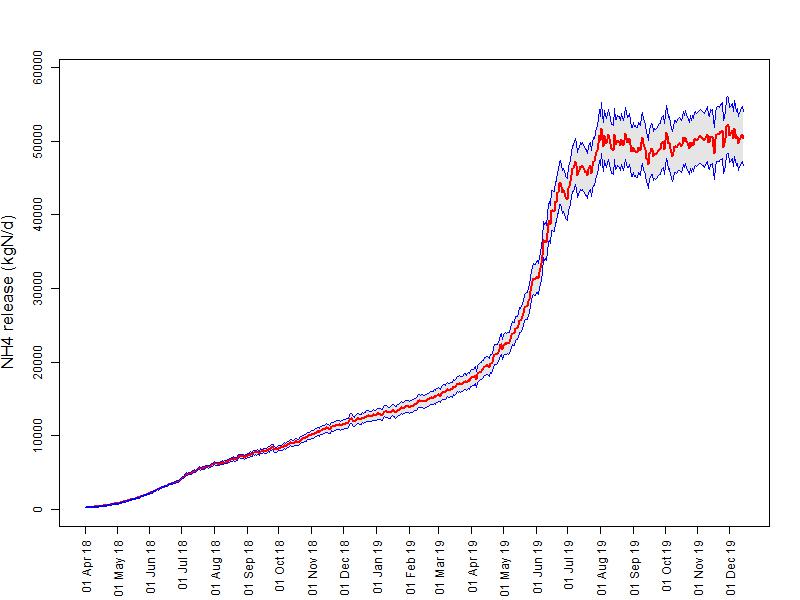 NH4 release (kgN/d)
60000
50000
40000
30000
20000
10000
0
01 Apr 18
01 May 18
01 Jun 18
01 Jul 18
01 Aug 18
01 Sep 18
01 Oct 18
01 Nov 18
01 Dec 18
01 Jan 19
01 Feb 19
01 Mar 19
01 Apr 19
01 May 19
01 Jun 19
01 Jul 19
01 Aug 19
01 Sep 19
01 Oct 19
01 Nov 19
01 Dec 19